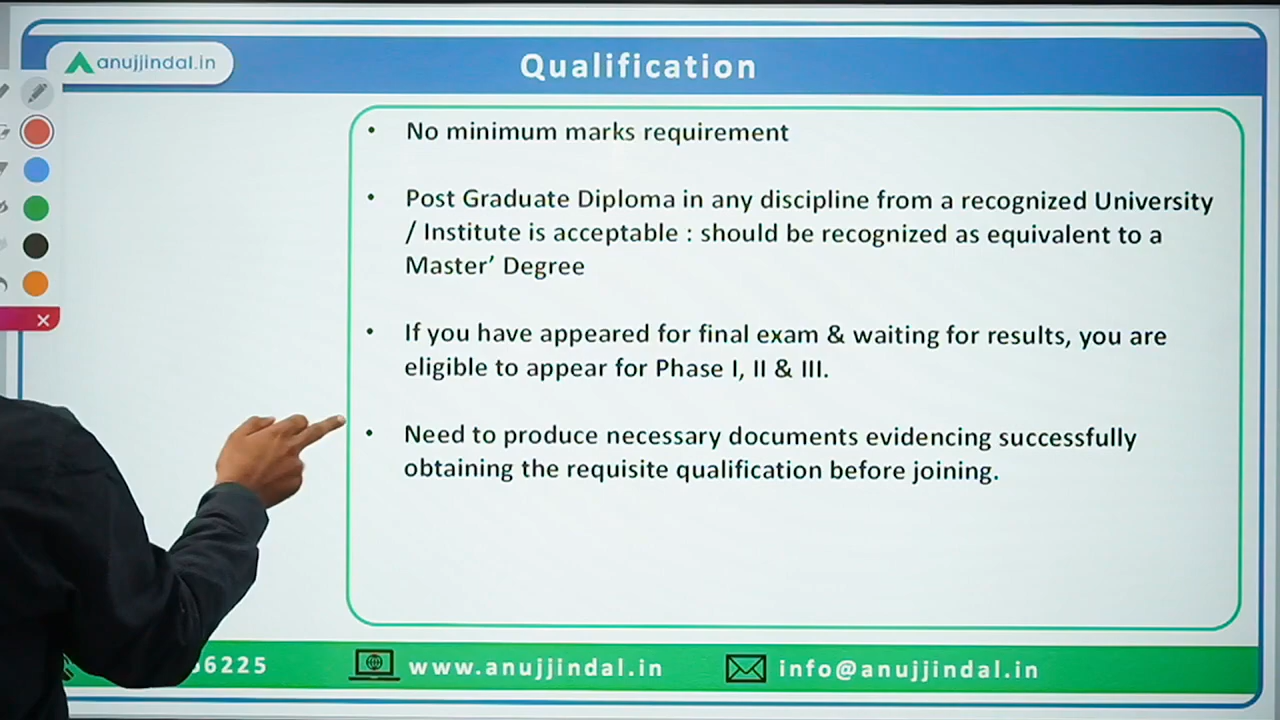 anujjindal.in
Qualification
• No minimum marks requirement
• Post Graduate Diploma in any discipline from a recognized University
/ Institute is acceptable : should be recognized as equivalent to a
Master’ Degree
• If you have appeared for final exam & waiting for results, you are
eligible to appear for Phase I, II & III.
• Need to produce necessary documents evidencing successfully
obtaining the requisite qualification before joining.
6225
www.anujjindal.in
info@anujjindal.in